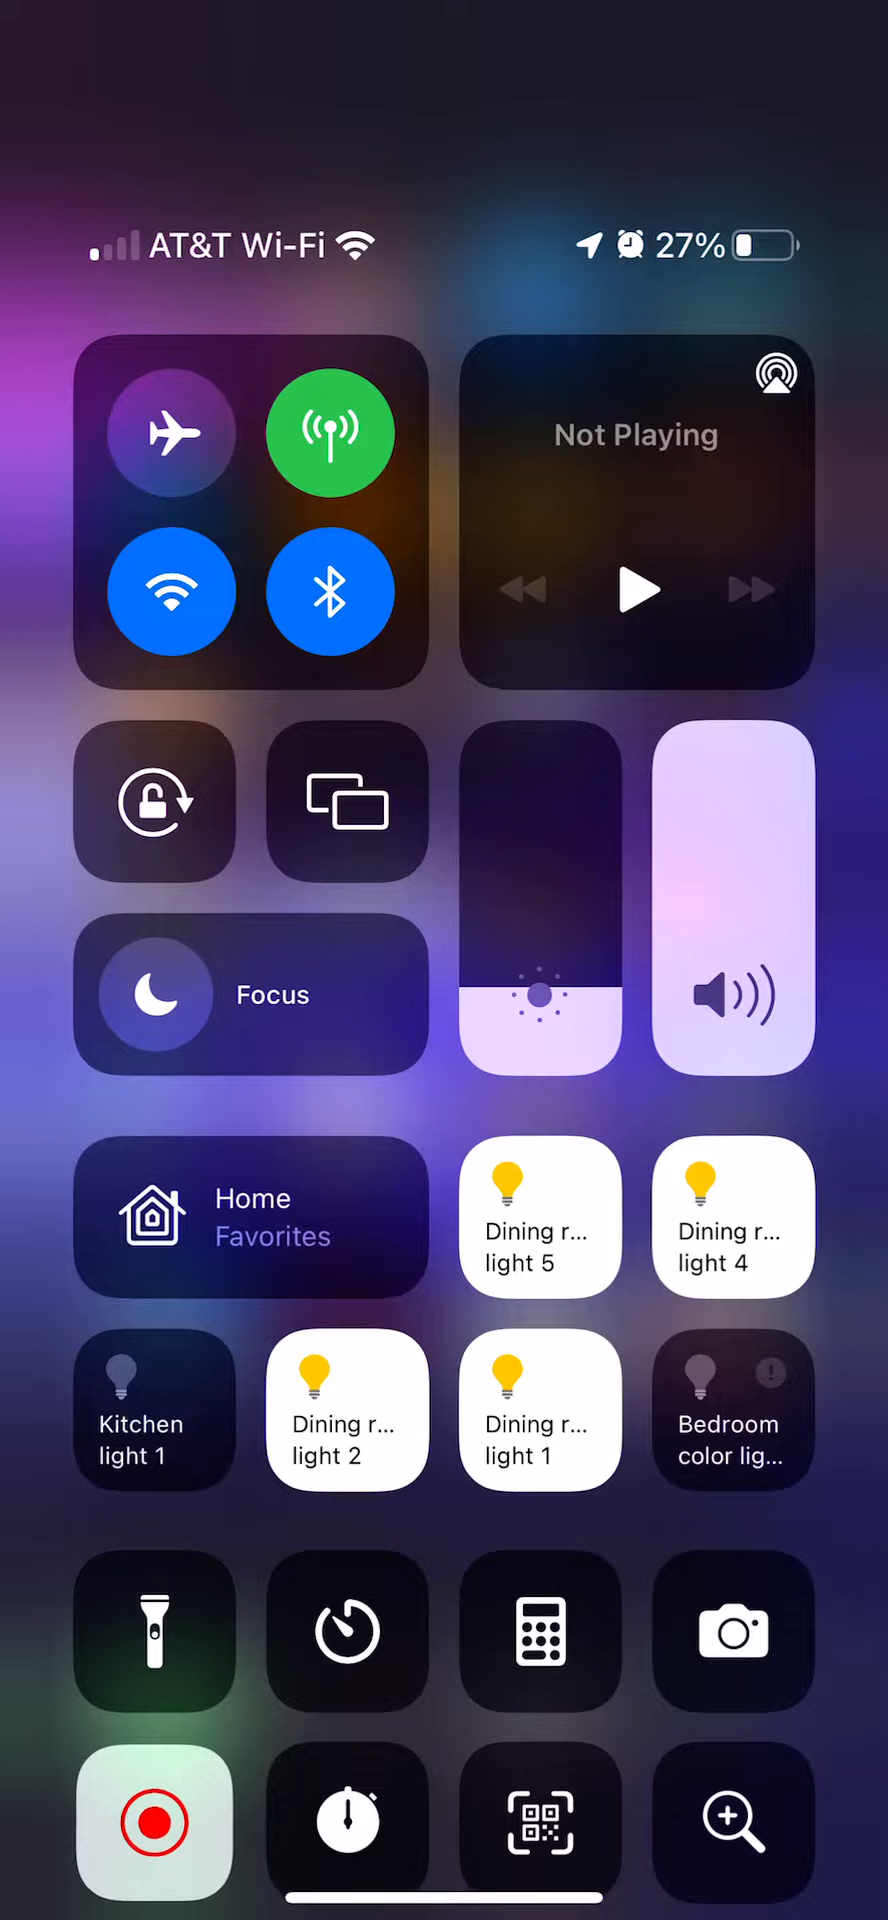 AT&T Wi-Fi
27%
Not Playing
Focus
Home
Favorites
Dining r...
light 5
Dining r...
light 4
Kitchen
light 1
Dining r...
light 2
Dining r...
light 1
Bedroom
color lig...